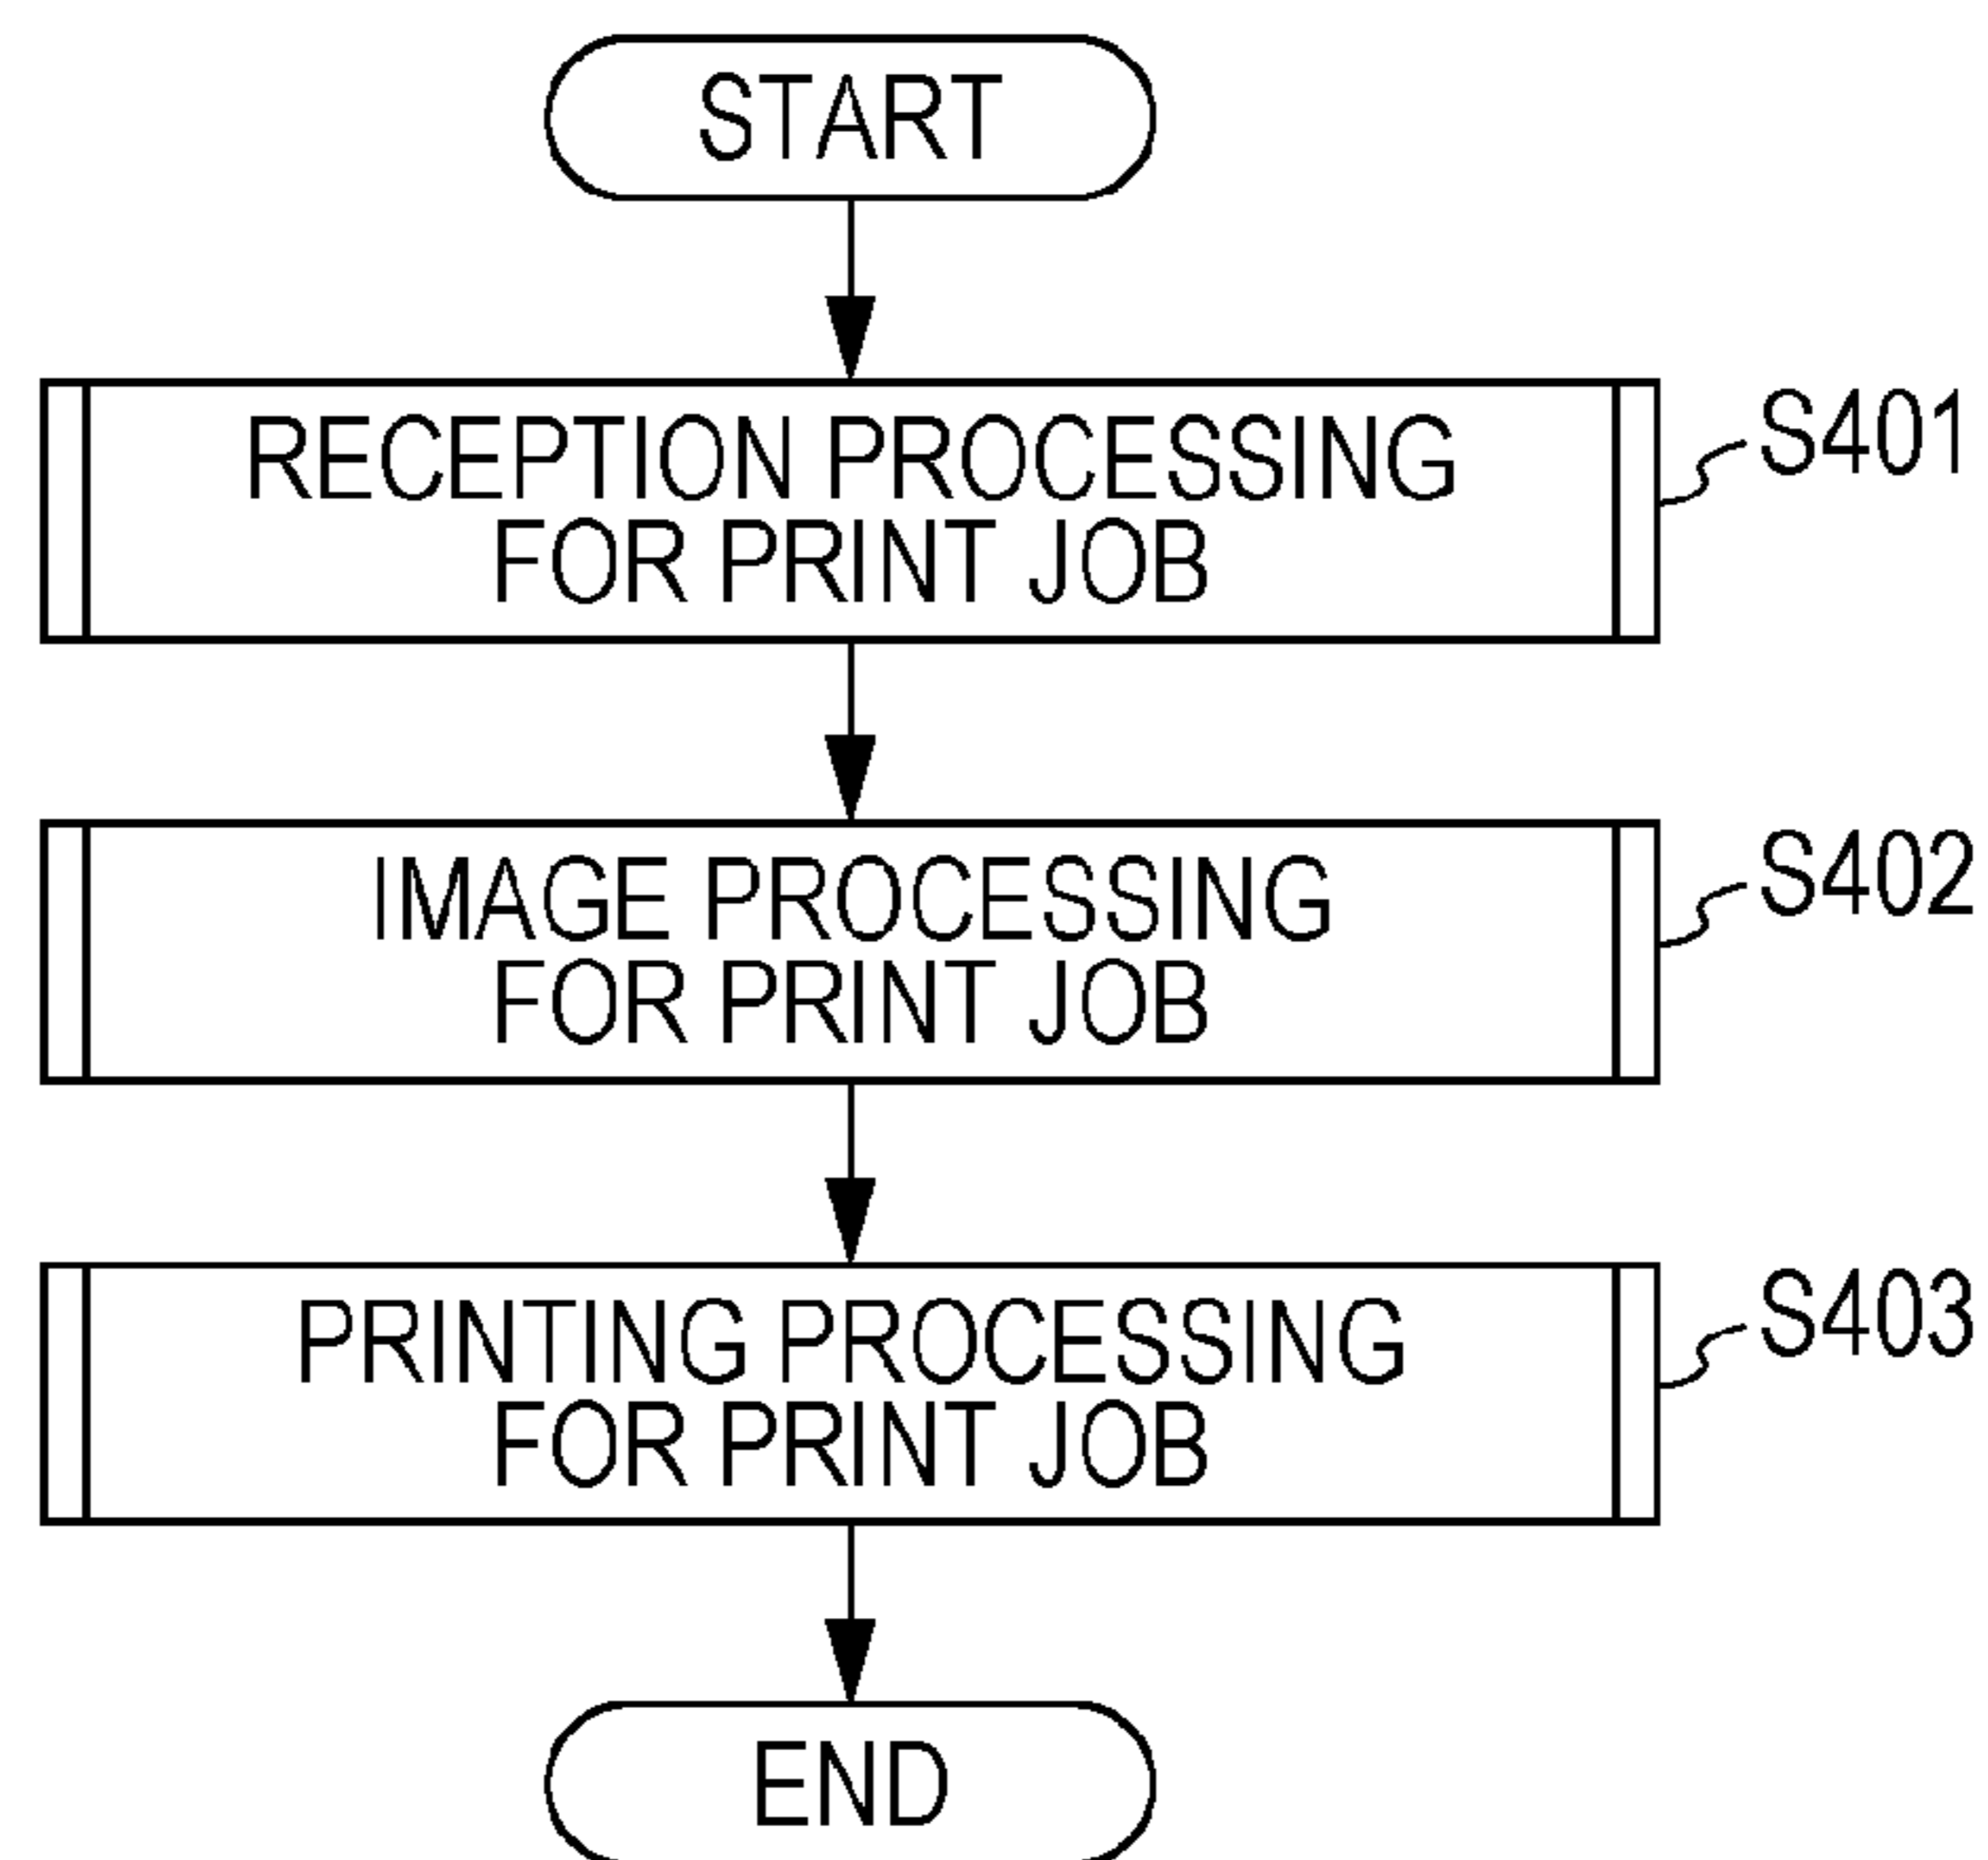 START
RECEPTION PROCESSING
FOR PRINT JOB
S401
IMAGE PROCESSING
FOR PRINT JOB
S402
PRINTING PROCESSING
FOR PRINT JOB
S403
END